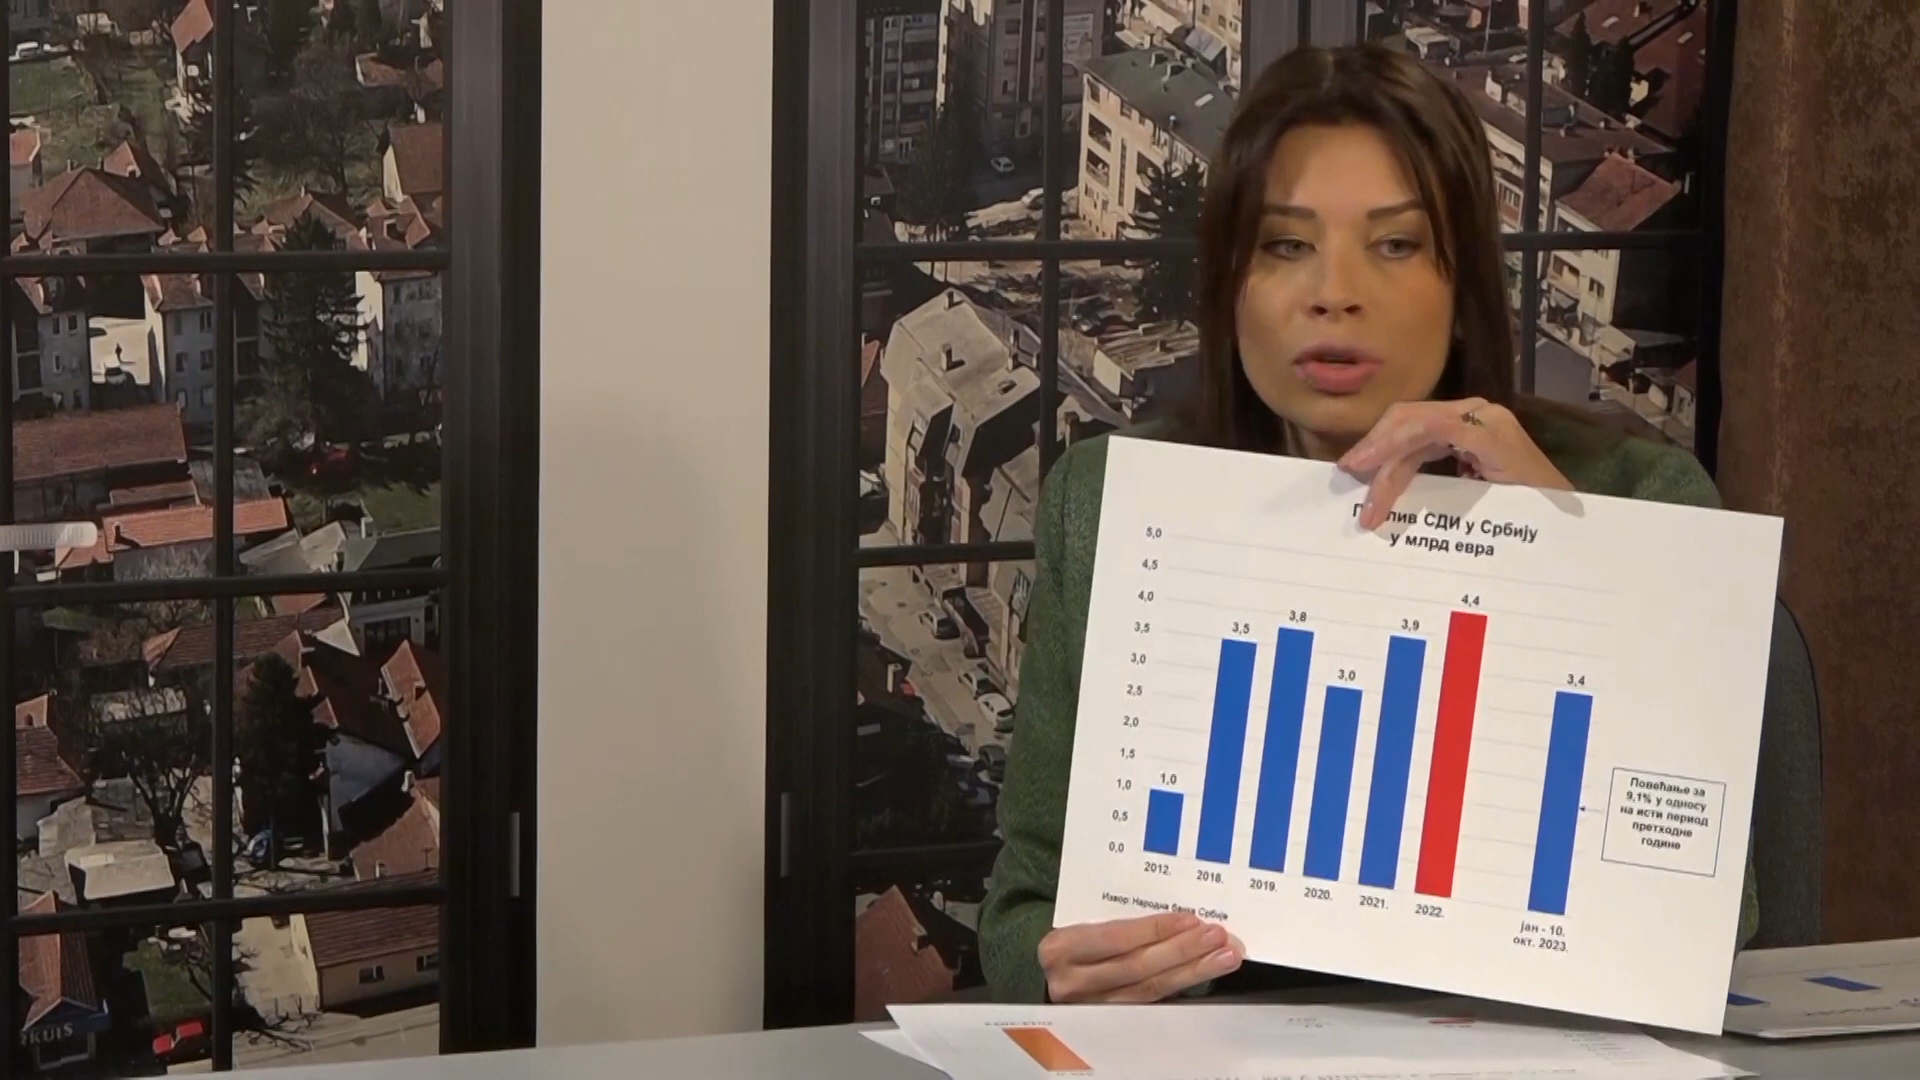 СДИ у Србију
у млрд евра
5,0
4,5
4,0
3,5
3,0
2,5
2,0
1,5
1,0
0,5
0,0
1,0
3,5
3,8
3,0
3,9
4,4
3,4
2012.
2018.
2019.
2020.
2021.
2022.
јан - 10.
окт. 2023.
Повећање за
9,1% у односу
на исти период
претходне
године
Извор: Народна банка Србије